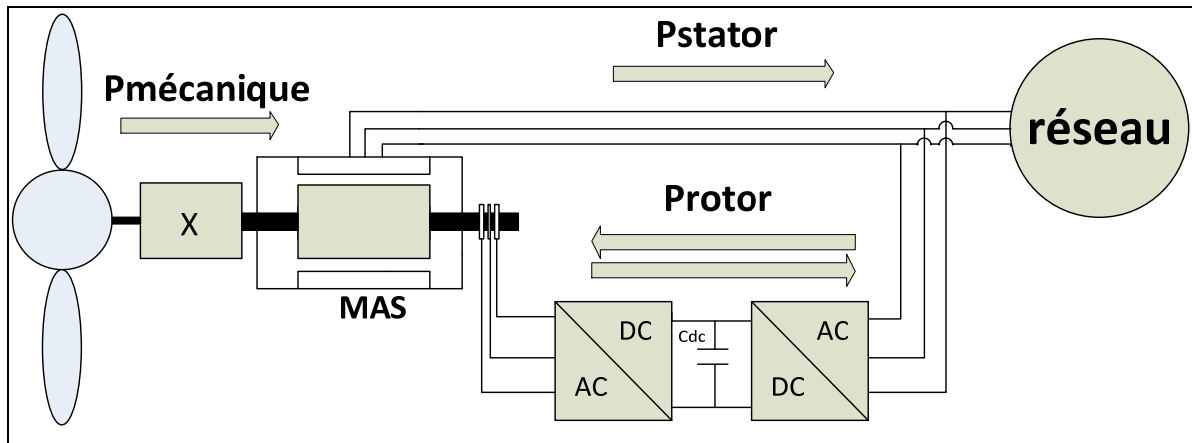 Pstator
Pmécanique
réseau
Protor
X
MAS
DC
AC
Cdc
AC
DC